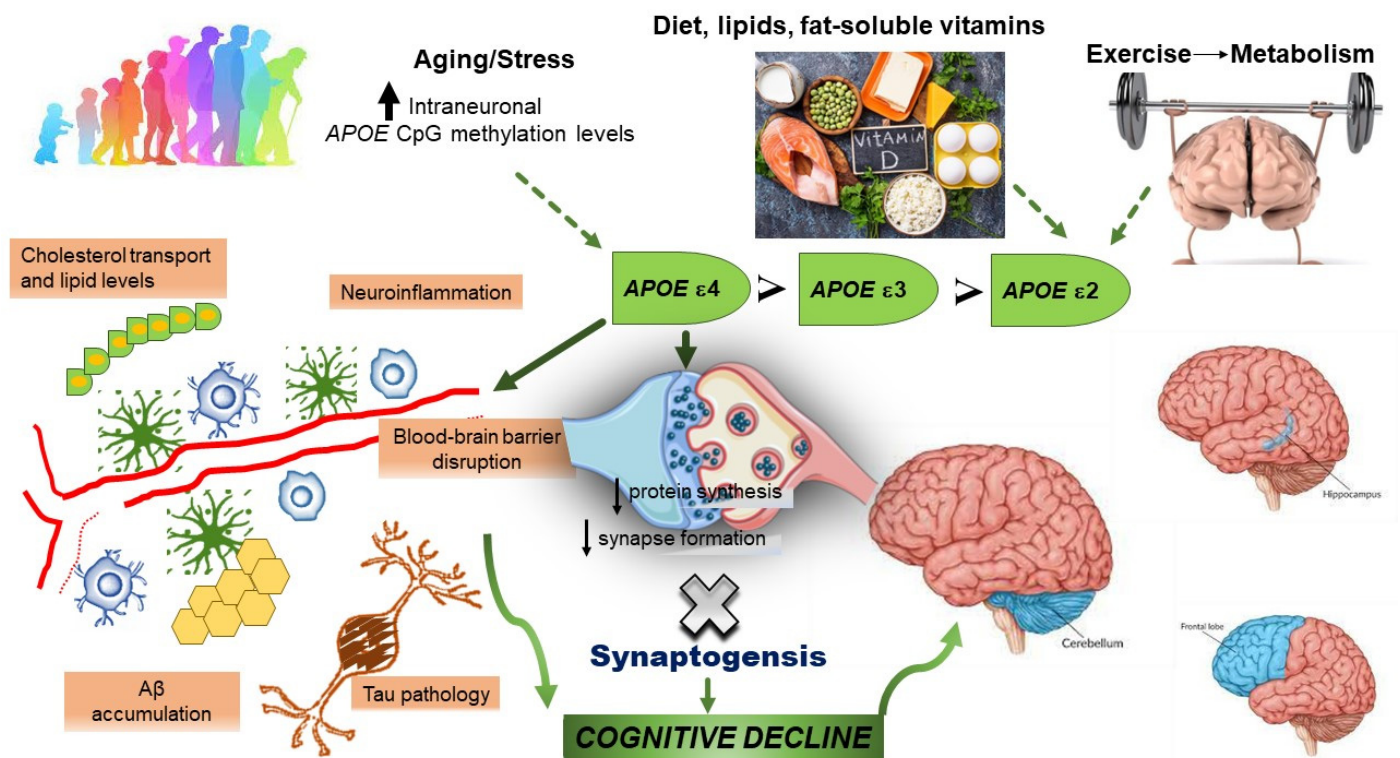 Diet, lipids, fat-soluble vitamins
Aging/Stress
Intraneuronal
APOE CpG methylation levels
Exercise → Metabolism
VITAMIN
D
Cholesterol transport
and lipid levels
Neuroinflammation
APOE ε4 > APOE ε3 > APOE ε2
Blood-brain barrier
disruption
↓ protein synthesis
↓ synapse formation
Hippocampus
Cerebellum
Frontal lobe
Synaptogensis
Aβ
accumulation
Tau pathology
COGNITIVE DECLINE